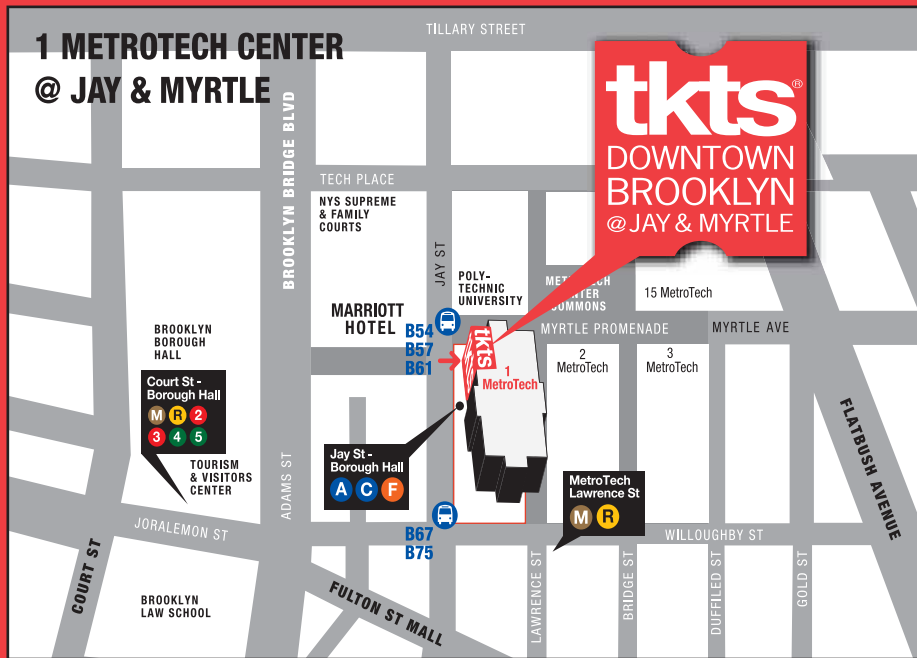 1 METROTECH CENTER
@ JAY & MYRTLE
TILLARY STREET
tkts®
DOWNTOWN
BROOKLYN
@ JAY & MYRTLE
BROOKLYN BRIDGE BLVD
TECH PLACE
NYS SUPREME
& FAMILY
COURTS
JAY ST
POLY-
TECHNIC
UNIVERSITY
15 MetroTech
COMMONS
MARRIOTT
HOTEL
B54
B57
B61
tkts
1
MetroTech
MYRTLE PROMENADE
MYRTLE AVE
2
MetroTech
3
MetroTech
BROOKLYN
BOROUGH
HALL
Court St -
Borough Hall
M R 2
3 4 5
TOURISM
& VISITORS
CENTER
ADAMS ST
Jay St -
Borough Hall
A C F
MetroTech
Lawrence St
M R
FLATBUSH AVENUE
B67
B75
JORALEMON ST
WILLOUGHBY ST
COURT ST
BROOKLYN
LAW SCHOOL
FULTON ST MALL
LAWRENCE ST
BRIDGE ST
DUFFILED ST
GOLD ST